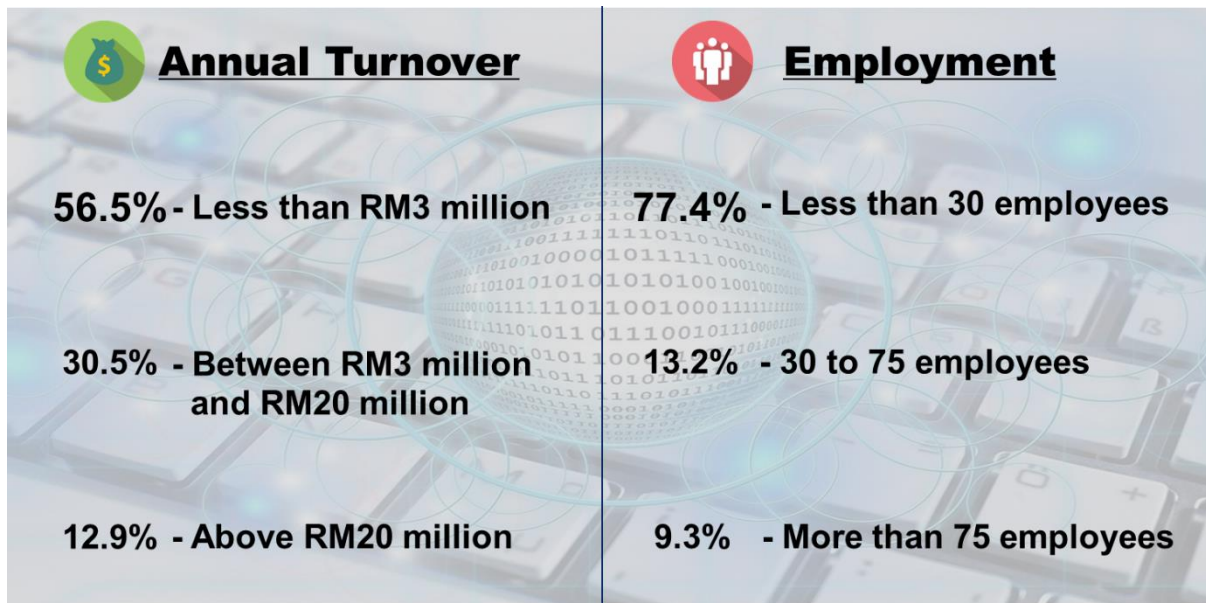 Annual Turnover
56.5% - Less than RM3 million
30.5% - Between RM3 million
and RM20 million
12.9% - Above RM20 million
Employment
77.4% - Less than 30 employees
13.2% - 30 to 75 employees
9.3% - More than 75 employees